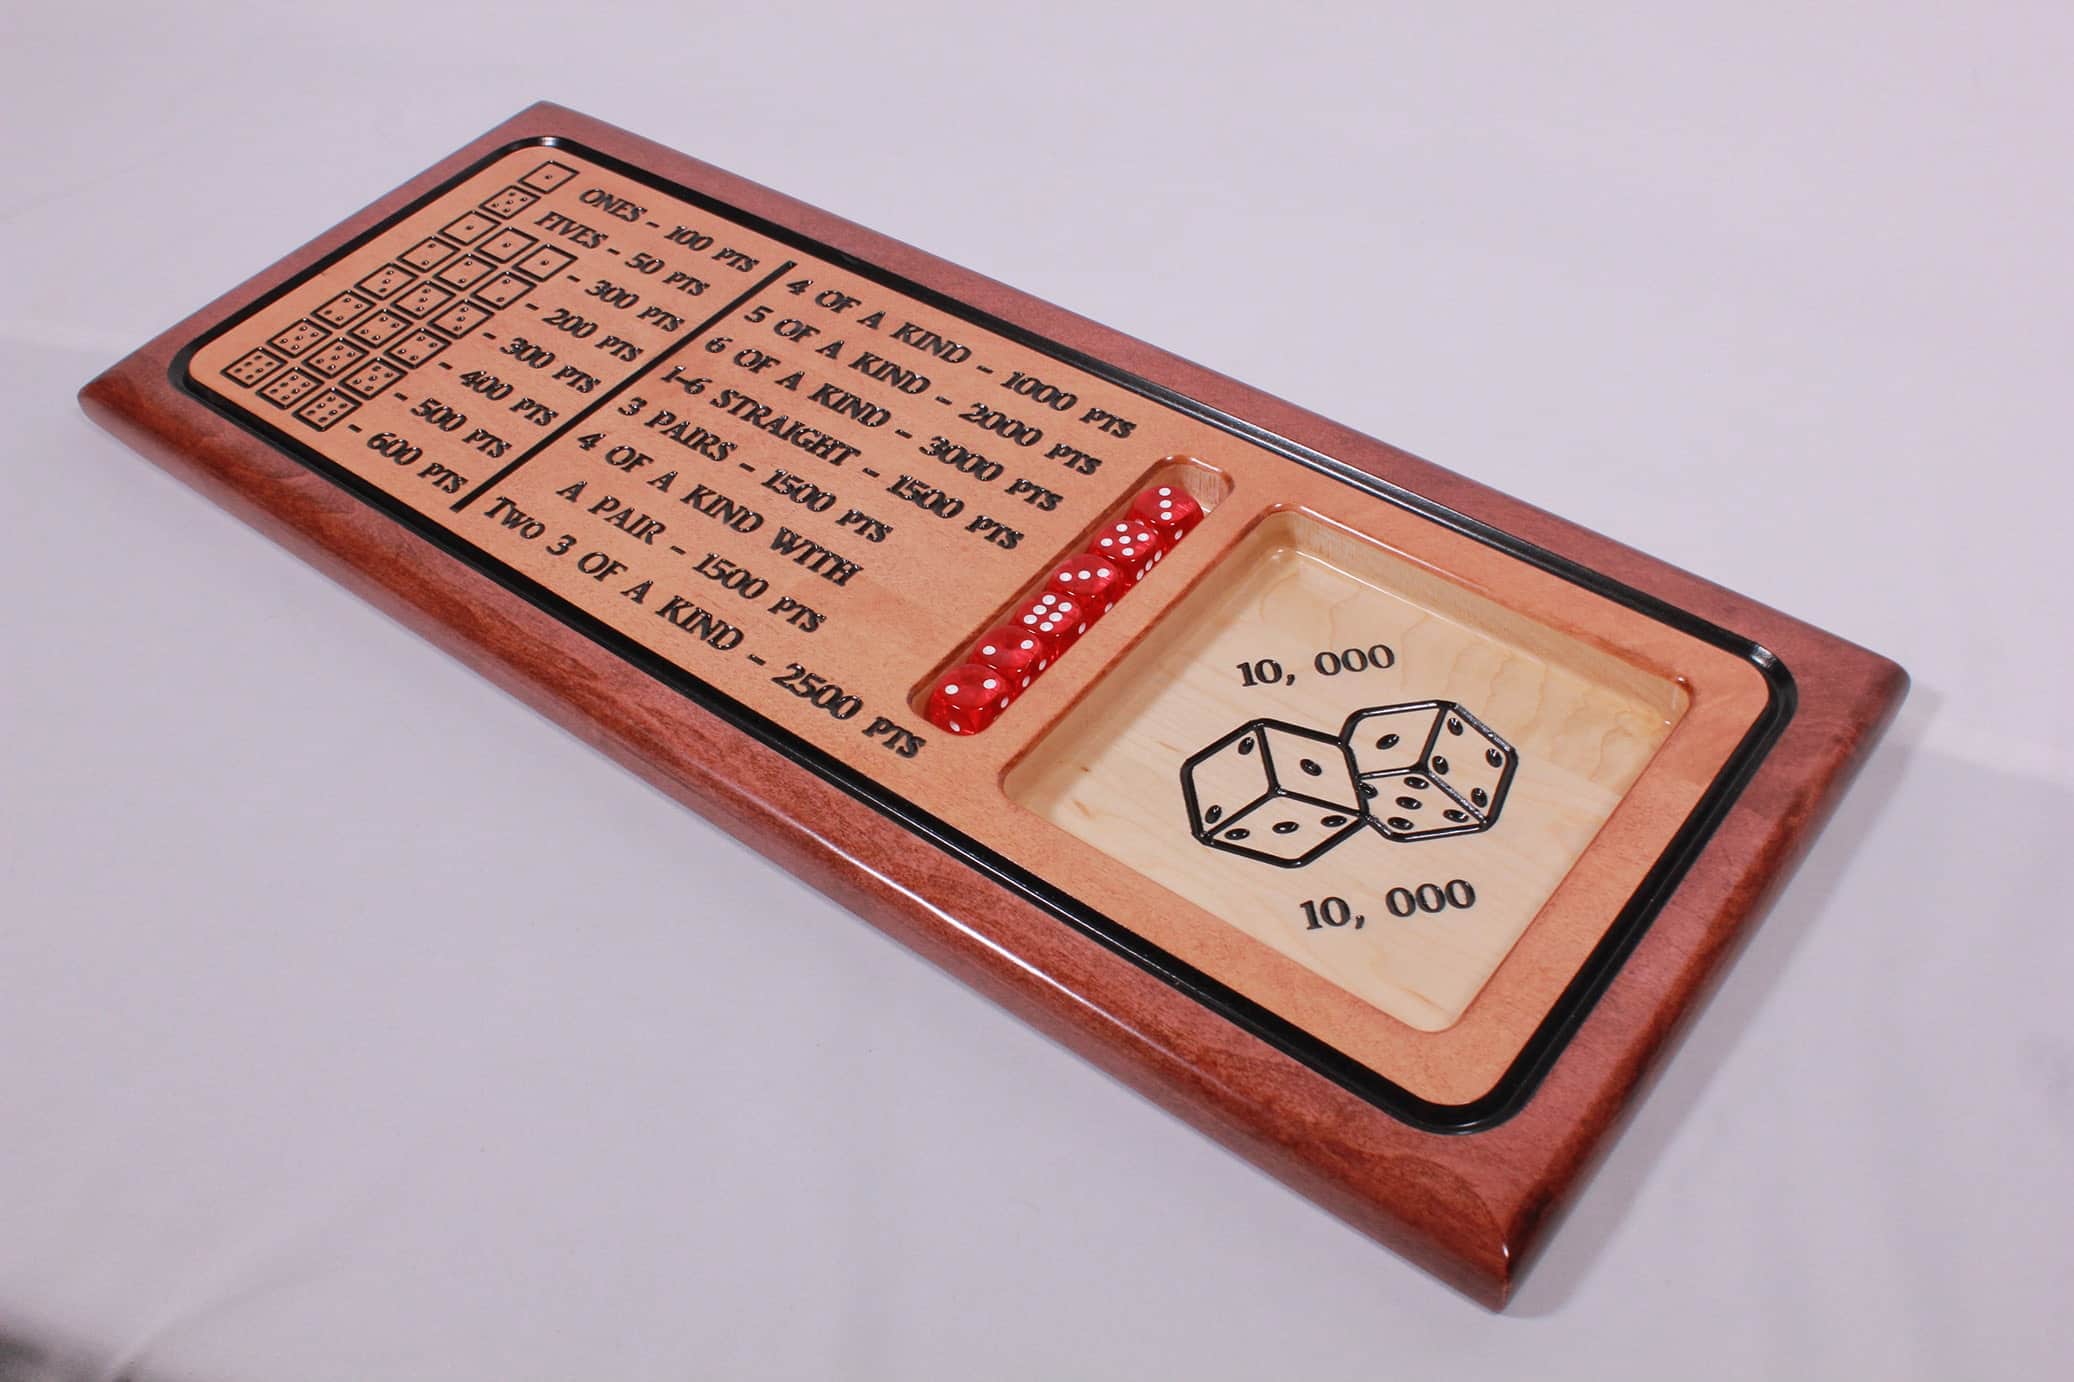 ONES - 100 PTS
FIVES - 50 PTS
- 300 PTS
- 200 PTS
- 300 PTS
- 400 PTS
- 500 PTS
- 600 PTS
4 OF A KIND - 1000 PTS
5 OF A KIND - 2000 PTS
6 OF A KIND - 3000 PTS
1-6 STRAIGHT - 1500 PTS
3 PAIRS - 1500 PTS
4 OF A KIND WITH
A PAIR - 1500 PTS
TWO 3 OF A KIND - 2500 PTS
10, 000
10, 000